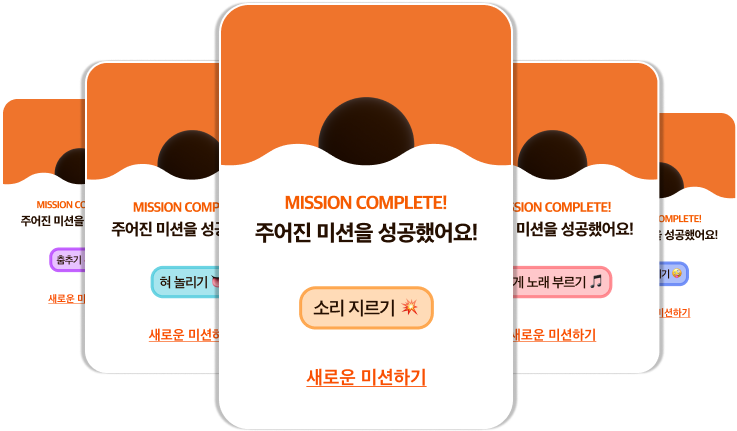 MISSION CO
주어진 미션을
춤추기
새로운 미
MISSION COMP
주어진 미션을 성공
혀 놀리기
새로운 미션하
MISSION COMPLETE!
주어진 미션을 성공했어요!
소리 지르기 💥
새로운 미션하기
SSION COMPLETE!
미션을 성공했어요!
게 노래 부르기 🎵
새로운 미션하기
OMPLETE!
성공했어요!
기 🤪
미션하기